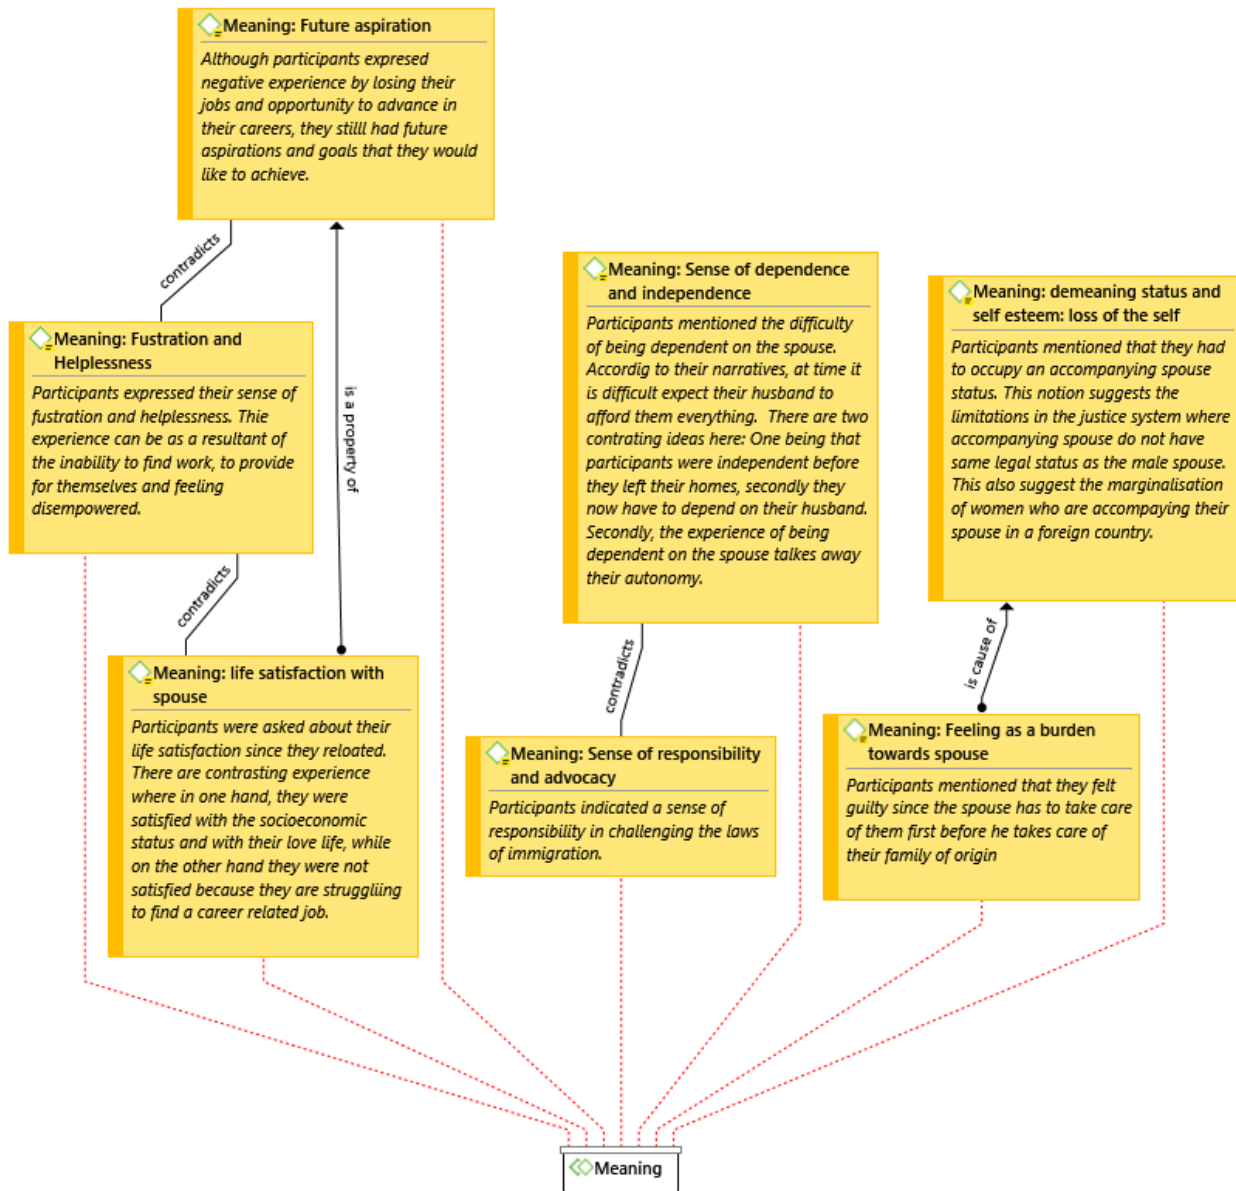 Meaning: Future aspiration
Although participants expresed
negative experience by losing their
jobs and opportunity to advance in
their careers, they stilll had future
aspirations and goals that they would
like to achieve.
contradicts
is a property of
Meaning: Fustration and
Helplessness
Participants expressed their sense of
fustration and helplessness. Thie
experience can be as a resultant of
the inability to find work, to provide
for themselves and feeling
disempowered.
contradicts
Meaning: life satisfaction with
spouse
Participants were asked about their
life satisfaction since they reloated.
There are contrasting experience
where in one hand, they were
satisfied with the socioeconomic
status and with their love life, while
on the other hand they were not
satisfied because they are struggliing
to find a career related job.
Meaning: Sense of dependence
and independence
Participants mentioned the difficulty
of being dependent on the spouse.
Accordig to their narratives, at time it
is difficult expect their husband to
afford them everything. There are two
contrating ideas here: One being that
participants were independent before
they left their homes, secondly they
now have to depend on their husband.
Secondly, the experience of being
dependent on the spouse talkes away
their autonomy.
contradicts
Meaning: Sense of responsibility
and advocacy
Participants indicated a sense of
responsibility in challenging the laws
of immigration.
Meaning: demeaning status and
self esteem: loss of the self
Participants mentioned that they had
to occupy an accompanying spouse
status. This notion suggests the
limitations in the justice system where
accompanying spouse do not have
same legal status as the male spouse.
This also suggest the marginalisation
of women who are accompaying their
spouse in a foreign country.
is cause of
Meaning: Feeling as a burden
towards spouse
Participants mentioned that they felt
guilty since the spouse has to take care
of them first before he takes care of
their family of origin
Meaning